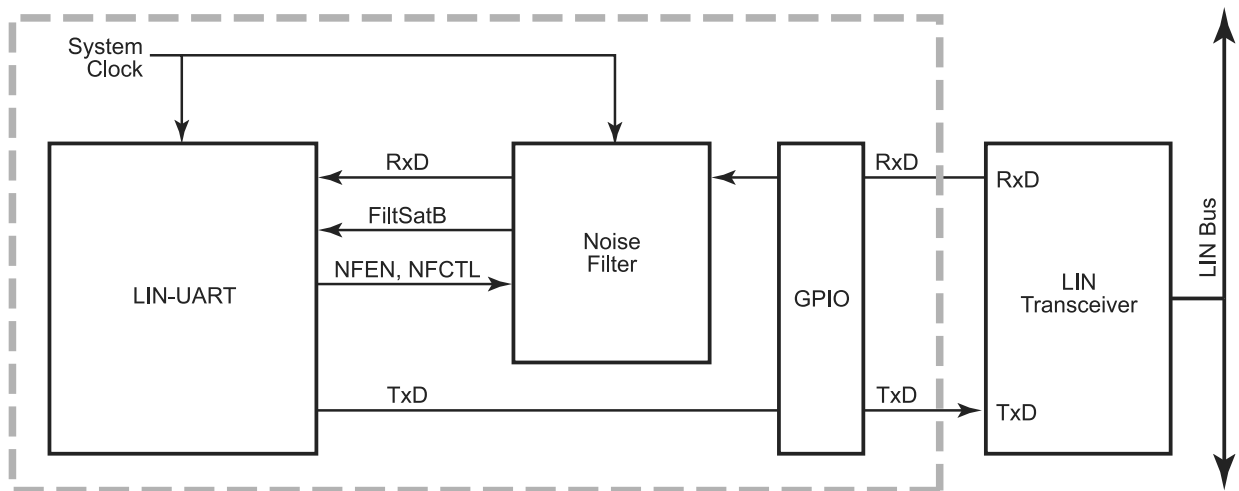 System
Clock
RxD
FiltSatB
NFEN, NFCTL
LIN-UART
TxD
Noise
Filter
GPIO
RxD
TxD
RxD
LIN
Transceiver
TxD
LIN Bus